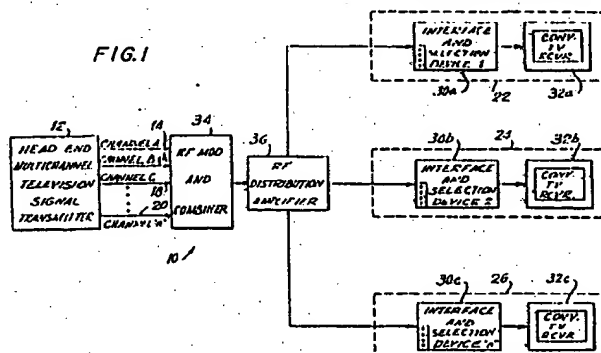 FIG.1
12
HEAD END
MULTICHANNEL
TELEVISION
SIGNAL
TRANSMITTER
14
CHANNEL A
CHANNEL B
CHANNEL C
18
20
CHANNEL "N"
34
RF MOD
AND
COMBINER
10
36
RF
DISTRIBUTION
AMPLIFIER
INTERFACE
AND
SELECTION
DEVICE 1
30a
CONV.
TV
RCVR.
32a
22
30b
INTERFACE
AND
SELECTION
DEVICE 2
32b
CONV.
TV
RCVR.
30c
26
INTERFACE
AND
SELECTION
DEVICE "N"
32c
CONV.
TV
RCVR.